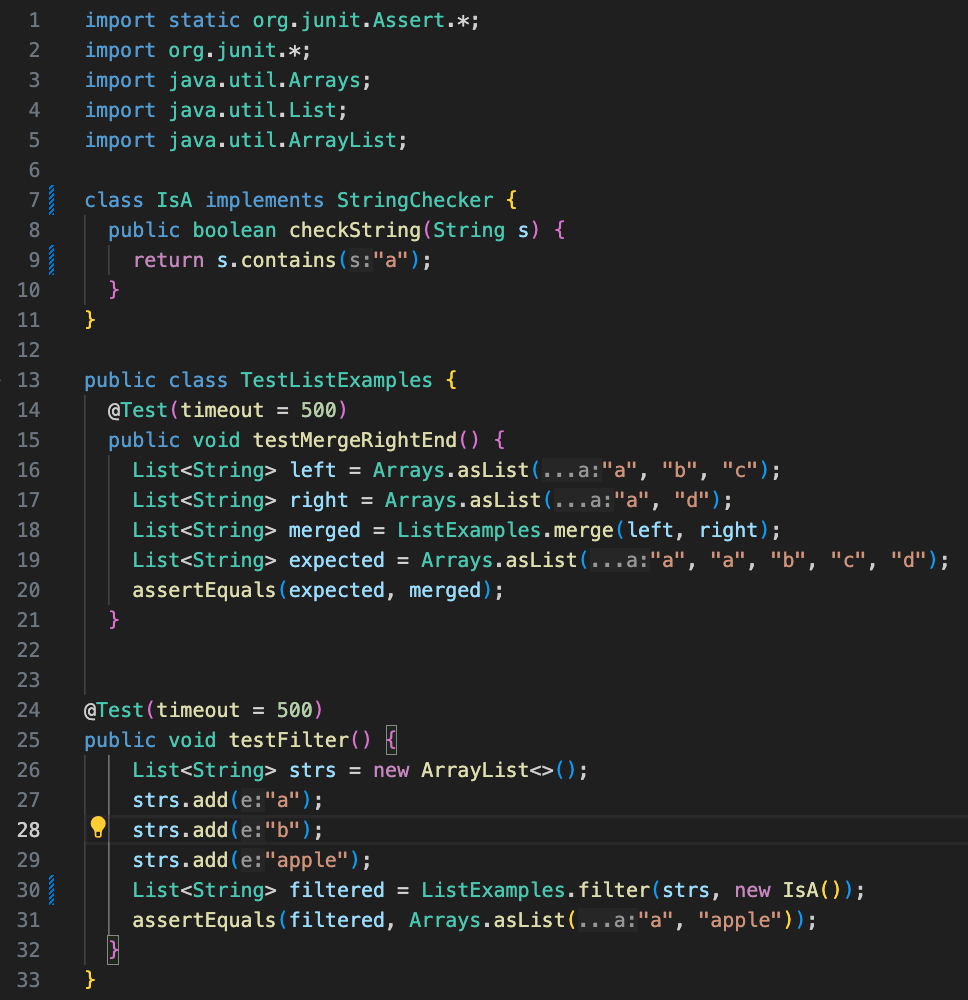 1 import static org.junit.Assert.*;
2 import org.junit.*;
3 import java.util.Arrays;
4 import java.util.List;
5 import java.util.ArrayList;
6
7 class IsA implements StringChecker {
8   public boolean checkString(String s) {
9     return s.contains(s:"a");
10   }
11 }
12
13 public class TestListExamples {
14   @Test(timeout = 500)
15   public void testMergeRightEnd() {
16     List<String> left = Arrays.asList(...a:"a", "b", "c");
17     List<String> right = Arrays.asList(...a:"a", "d");
18     List<String> merged = ListExamples.merge(left, right);
19     List<String> expected = Arrays.asList(...a:"a", "a", "b", "c", "d");
20     assertEquals(expected, merged);
21   }
22
23
24 @Test(timeout = 500)
25 public void testFilter() {
26     List<String> strs = new ArrayList<>();
27     strs.add(e:"a");
28     strs.add(e:"b");
29     strs.add(e:"apple");
30     List<String> filtered = ListExamples.filter(strs, new IsA());
31     assertEquals(filtered, Arrays.asList(...a:"a", "apple"));
32   }
33 }